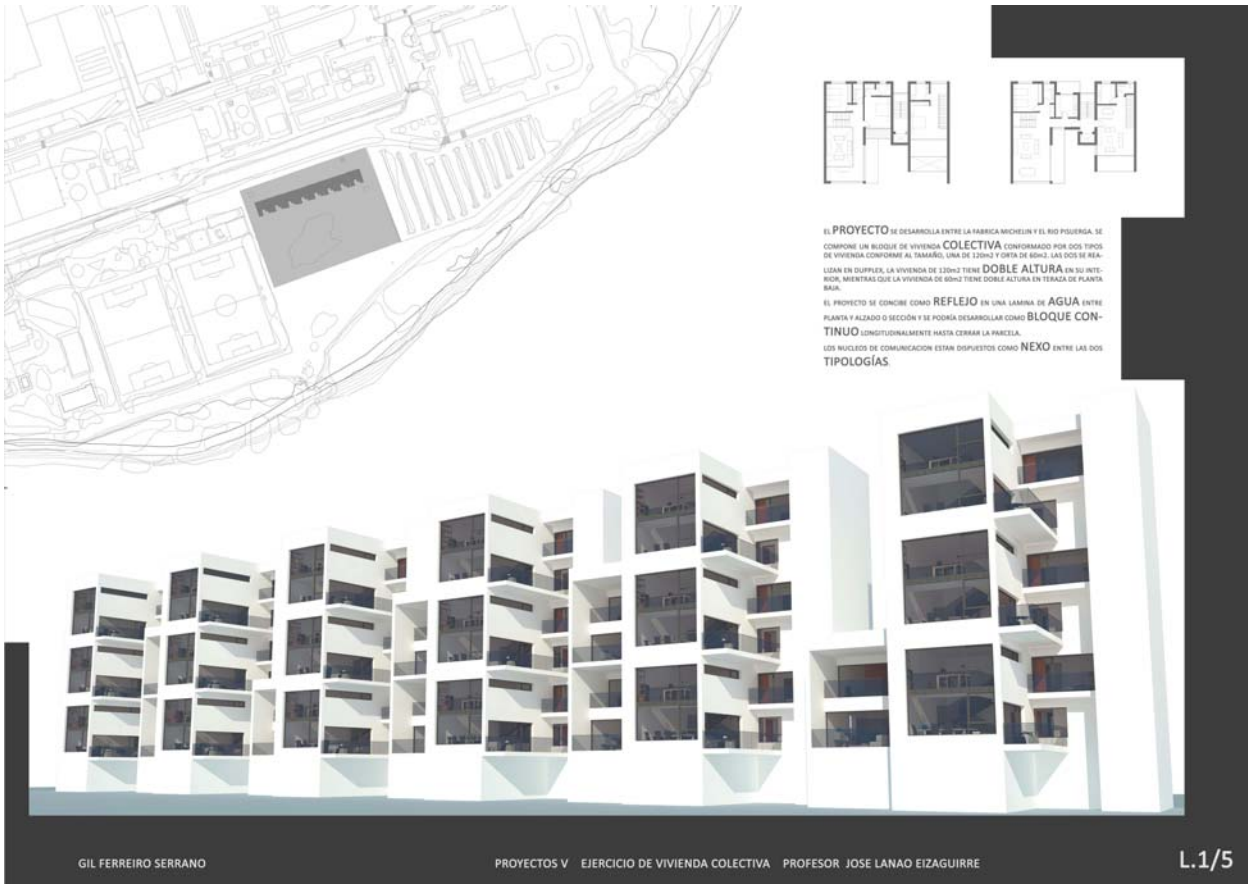 EL PROYECTO SE DESARROLLA ENTRE LA FABRICA MICHELIN Y EL RIO PISUERGA. SE
COMPONE UN BLOQUE DE VIVIENDA COLECTIVA CONFORMADO POR DOS TIPOS
DE VIVIENDA CONFORME AL TAMAÑO, UNA DE 120m2 Y ORTA DE 60m2. LAS DOS SE REA-
LIZAN EN DUPPLEX, LA VIVIENDA DE 120m2 TIENE DOBLE ALTURA EN SU INTE-
RIOR, MIENTRAS QUE LA VIVIENDA DE 60m2 TIENE DOBLE ALTURA EN TERAZA DE PLANTA
BAJA.
EL PROYECTO SE CONCIBE COMO REFLEJO EN UNA LAMINA DE AGUA ENTRE
PLANTA Y ALZADO O SECCIÓN Y SE PODRÍA DESARROLLAR COMO BLOQUE CON-
TINUO LONGITUDINALMENTE HASTA CERRAR LA PARCELA.
LOS NUCLEOS DE COMUNICACION ESTAN DISPUESTOS COMO NEXO ENTRE LAS DOS
TIPOLOGÍAS.
GIL FERREIRO SERRANO
PROYECTOS V EJERCICIO DE VIVIENDA COLECTIVA PROFESOR JOSE LANAO EIZAGUIRRE
L.1/5